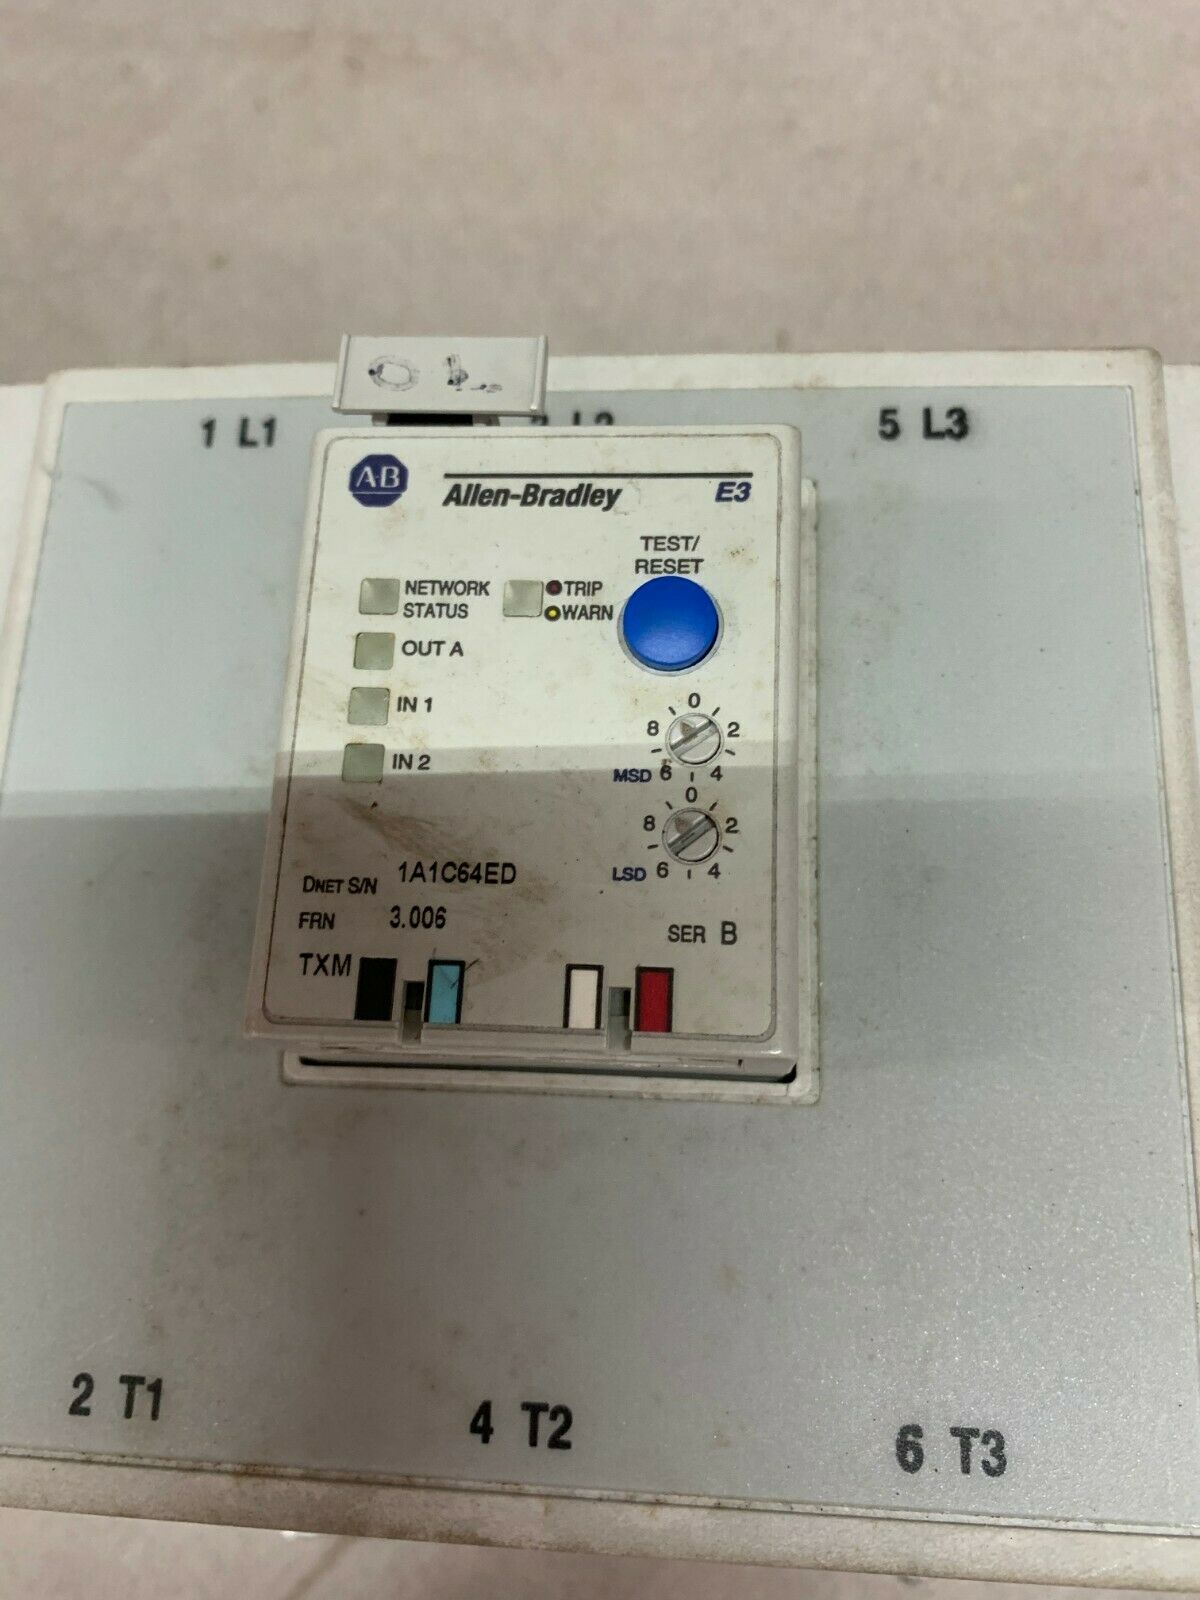 1 L1
3 L2
5 L3
AB
Allen-Bradley
E3
TEST/
RESET
NETWORK
STATUS
TRIP
WARN
OUT A
IN 1
IN 2
0
8 2
MSD 6 4
0
8 2
LSD 6 4
DNET S/N 1A1C64ED
FRN 3.006
SER B
TXM
2 T1
4 T2
6 T3